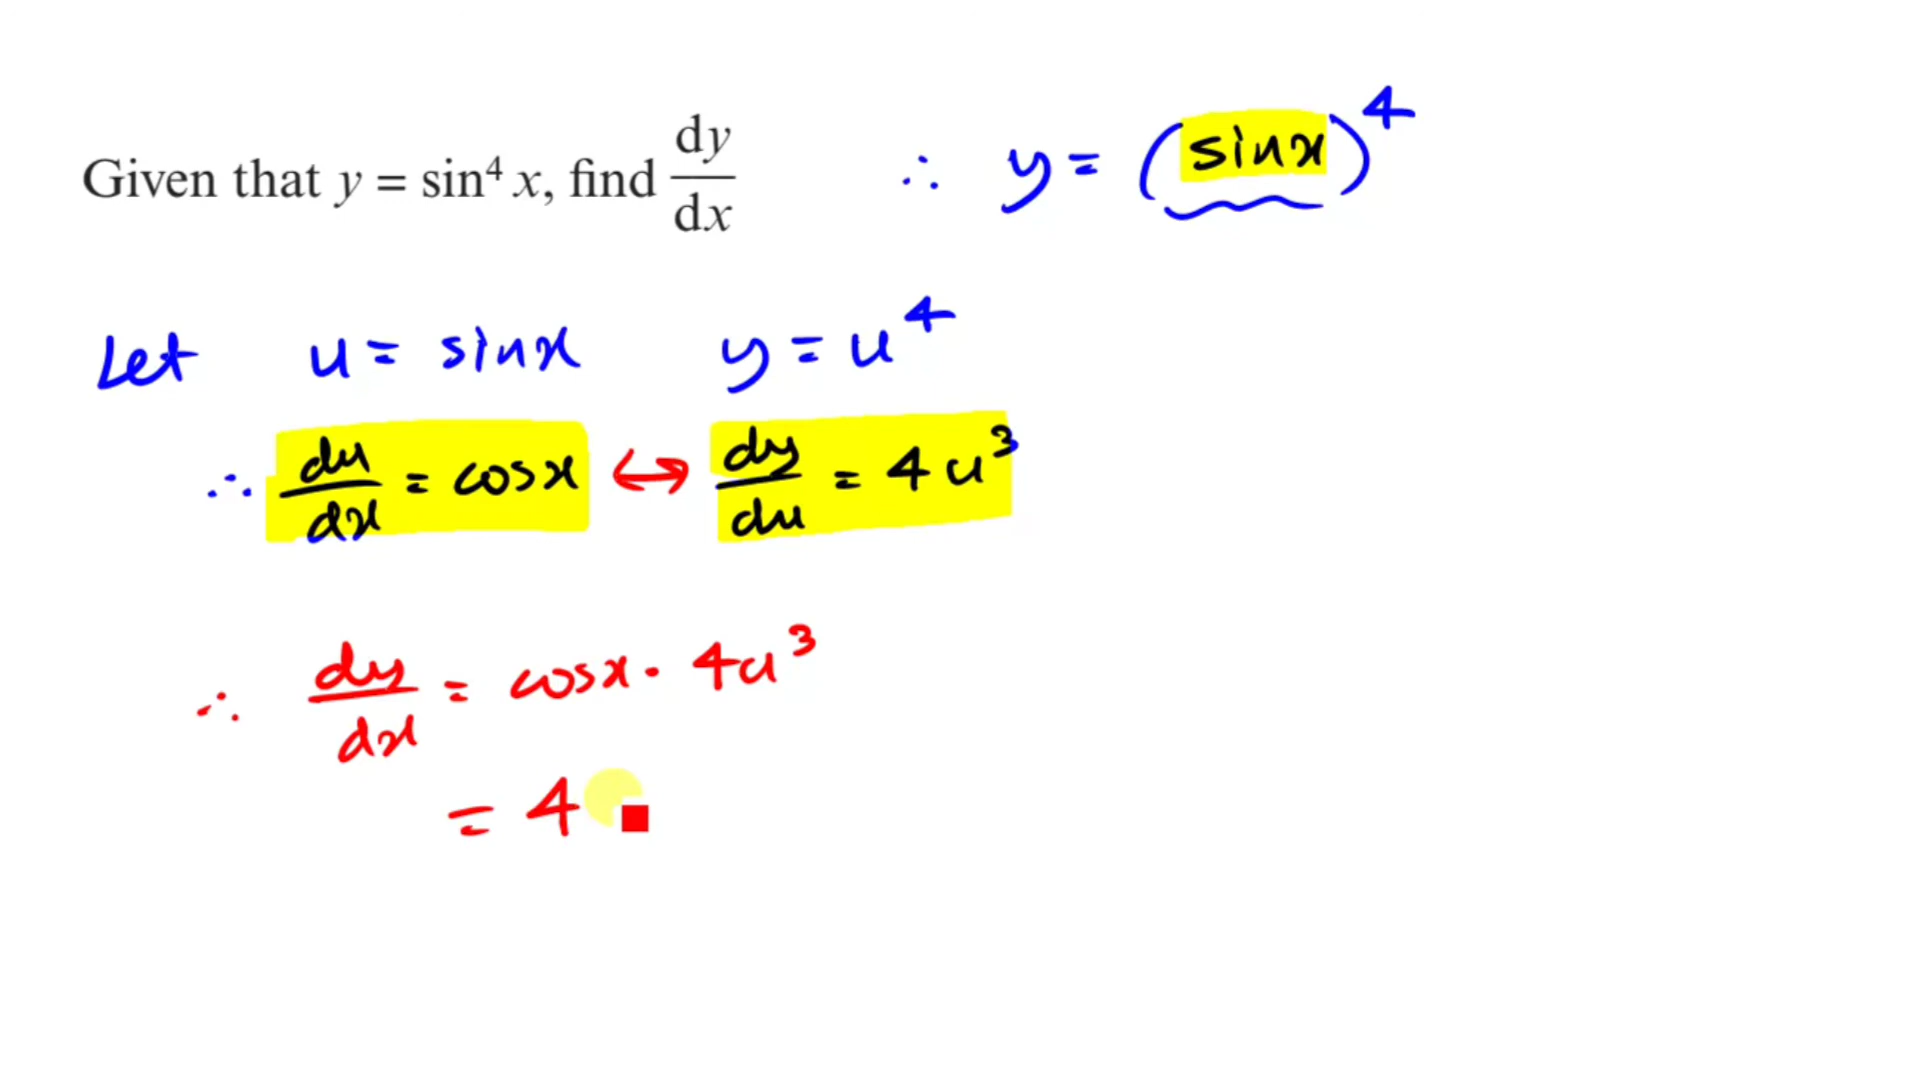 Given that y = sin⁴ x, find dy/dx ∴ y = (sinx)⁴
Let u = sinx y = u⁴
∴ du/dx = cosx ↔ dy/du = 4u³
∴ dy/dx = cosx · 4u³
= 4